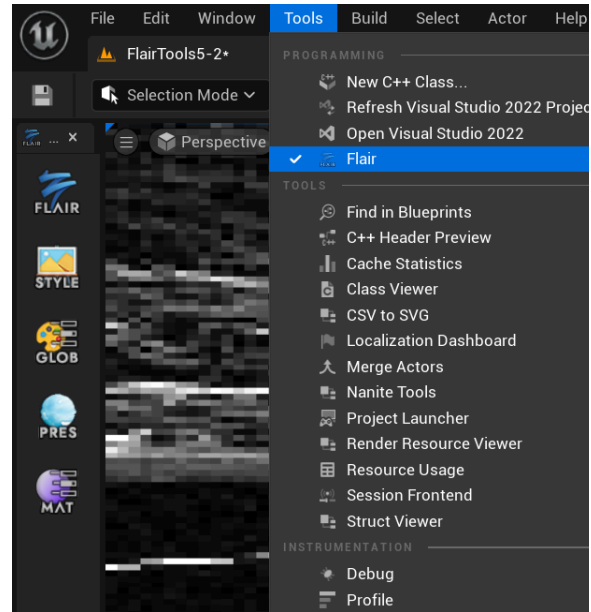 File Edit Window Tools Build Select Actor Help
FlairTools5-2*
Selection Mode
FLAIR ...
Perspective
FLAIR
STYLE
GLOB
PRES
MAT
PROGRAMMING
New C++ Class...
Refresh Visual Studio 2022 Projec
Open Visual Studio 2022
Flair
TOOLS
Find in Blueprints
C++ Header Preview
Cache Statistics
Class Viewer
CSV to SVG
Localization Dashboard
Merge Actors
Nanite Tools
Project Launcher
Render Resource Viewer
Resource Usage
Session Frontend
Struct Viewer
INSTRUMENTATION
Debug
Profile